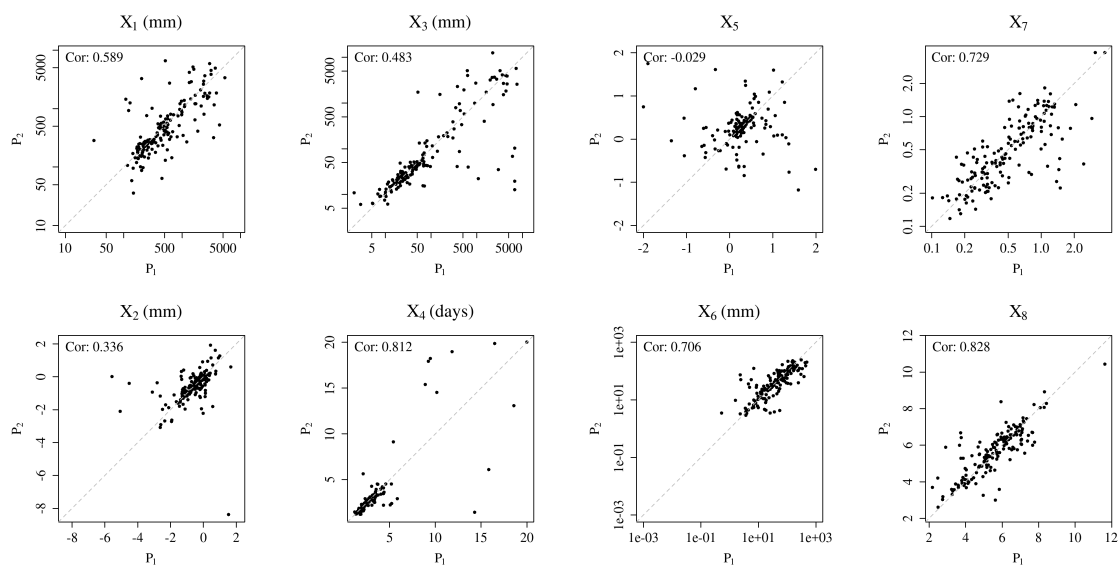 X1 (mm)
Cor: 0.589
P2
5000
500
50
10
10 50 500 5000
P1
X3 (mm)
Cor: 0.483
P2
5000
500
50
5
5 50 500 5000
P1
X5
Cor: -0.029
P2
2
1
0
-1
-2
-2 -1 0 1 2
P1
X7
Cor: 0.729
P2
2.0
1.0
0.5
0.2
0.1
0.1 0.2 0.5 1.0 2.0
P1
X2 (mm)
Cor: 0.336
P2
2
0
-2
-4
-6
-8
-8 -6 -4 -2 0 2
P1
X4 (days)
Cor: 0.812
P2
20
15
10
5
5 10 15 20
P1
X6 (mm)
Cor: 0.706
P2
1e+03
1e+01
1e-01
1e-03
1e-03 1e-01 1e+01 1e+03
P1
X8
Cor: 0.828
P2
12
10
8
6
4
2
2 4 6 8 10 12
P1